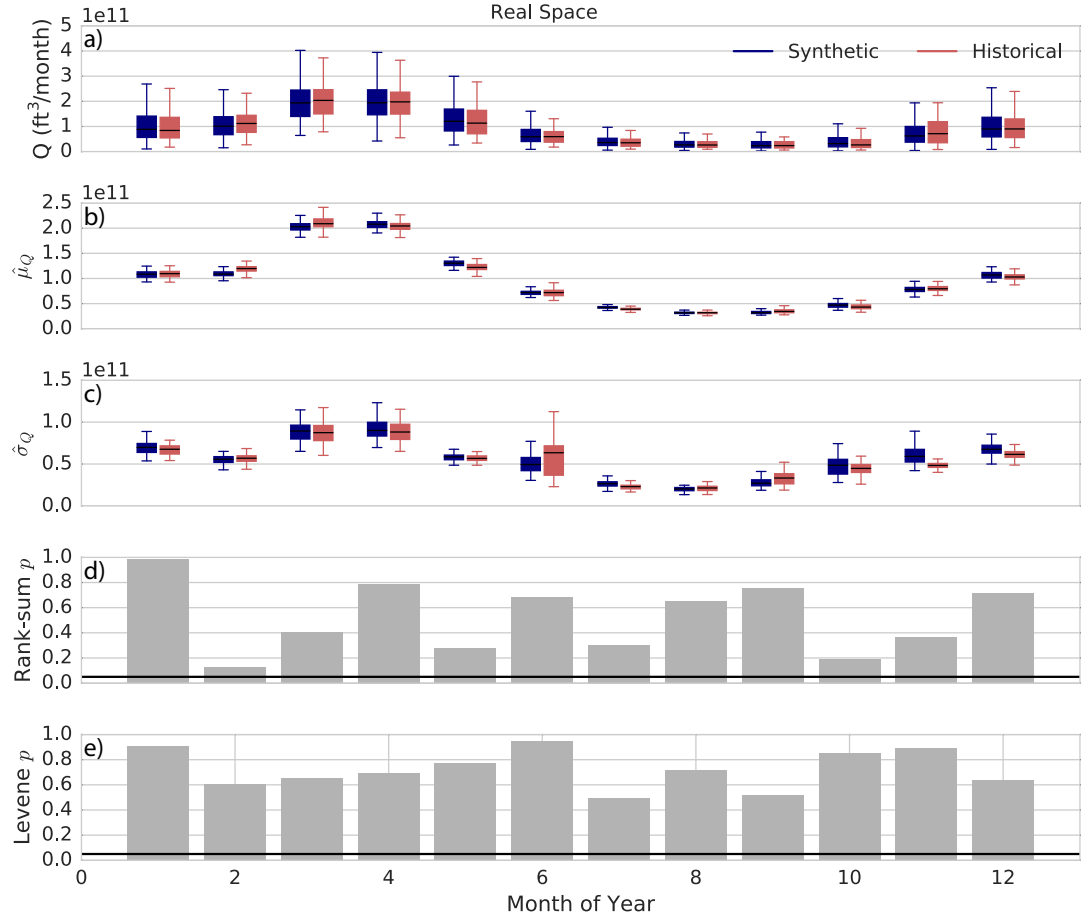 Real Space
1e11
a)
Q (ft³/month)
5
4
3
2
1
0
Synthetic
Historical
1e11
b)
μ̂_Q
2.5
2.0
1.5
1.0
0.5
0.0
1e11
c)
σ̂_Q
1.5
1.0
0.5
0.0
d)
Rank-sum p
1.0
0.8
0.6
0.4
0.2
0.0
e)
Levene p
1.0
0.8
0.6
0.4
0.2
0.0
0 2 4 6 8 10 12
Month of Year